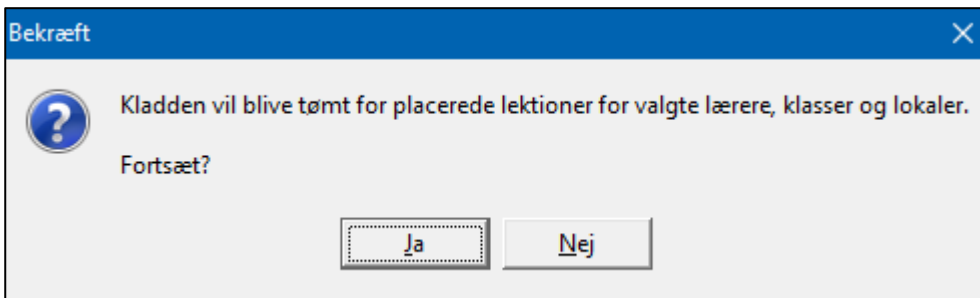 Bekræft
Kladden vil blive tømt for placerede lektioner for valgte lærere, klasser og lokaler.
Fortsæt?
Ja
Nej